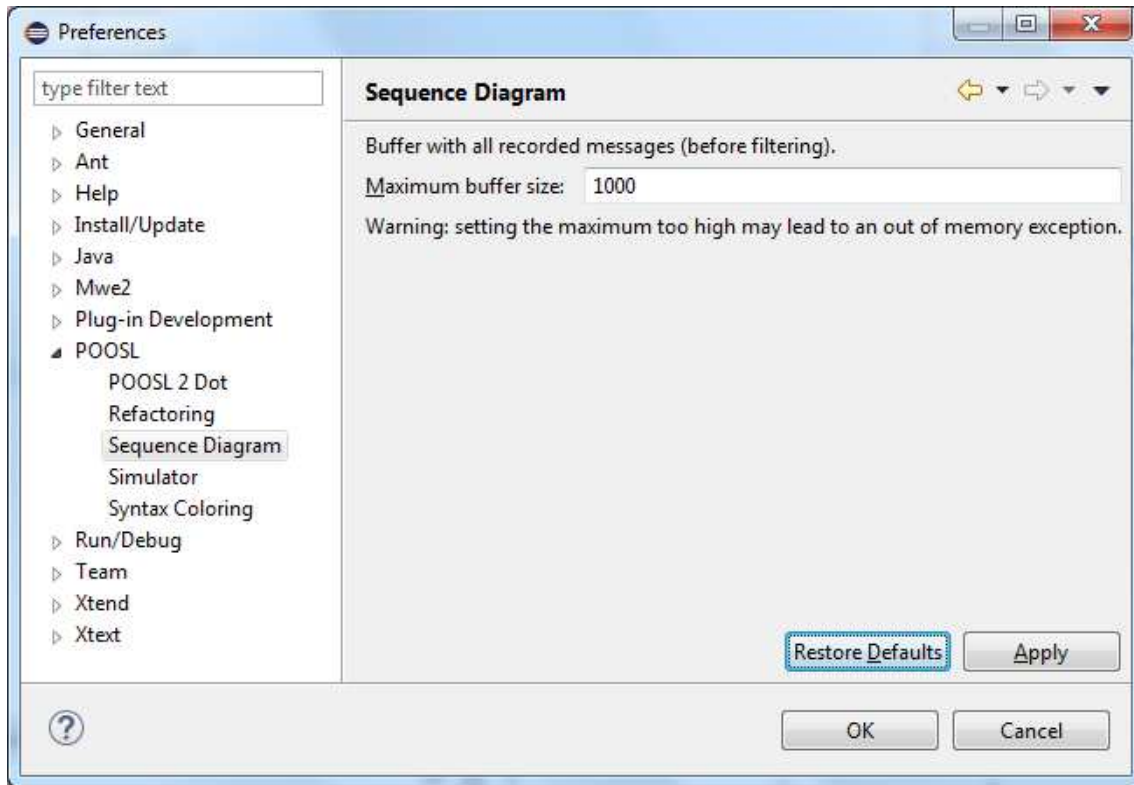 Preferences
type filter text
General
Ant
Help
Install/Update
Java
Mwe2
Plug-in Development
POOSL
POOSL 2 Dot
Refactoring
Sequence Diagram
Simulator
Syntax Coloring
Run/Debug
Team
Xtend
Xtext
Sequence Diagram
Buffer with all recorded messages (before filtering).
Maximum buffer size: 1000
Warning: setting the maximum too high may lead to an out of memory exception.
Restore Defaults Apply
? OK Cancel